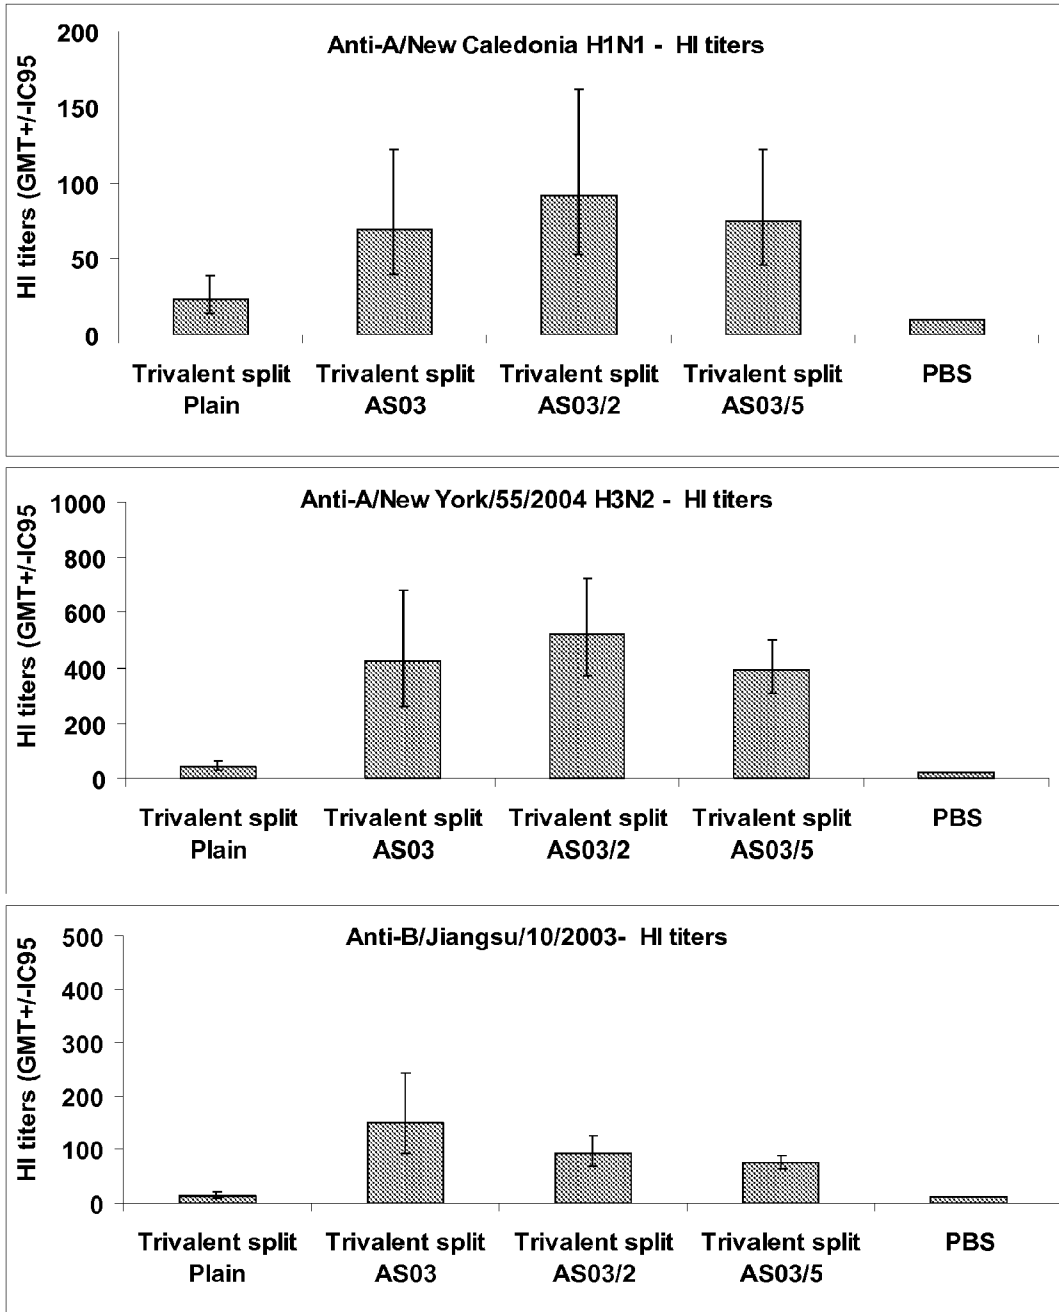 Anti-A/New Caledonia H1N1 - HI titers
HI titers (GMT+/-IC95
200
150
100
50
0
Trivalent split Trivalent split Trivalent split Trivalent split PBS
Plain AS03 AS03/2 AS03/5
Anti-A/New York/55/2004 H3N2 - HI titers
HI titers (GMT+/-IC95
1000
800
600
400
200
0
Trivalent split Trivalent split Trivalent split Trivalent split PBS
Plain AS03 AS03/2 AS03/5
Anti-B/Jiangsu/10/2003- HI titers
HI titers (GMT+/-IC95
500
400
300
200
100
0
Trivalent split Trivalent split Trivalent split Trivalent split PBS
Plain AS03 AS03/2 AS03/5